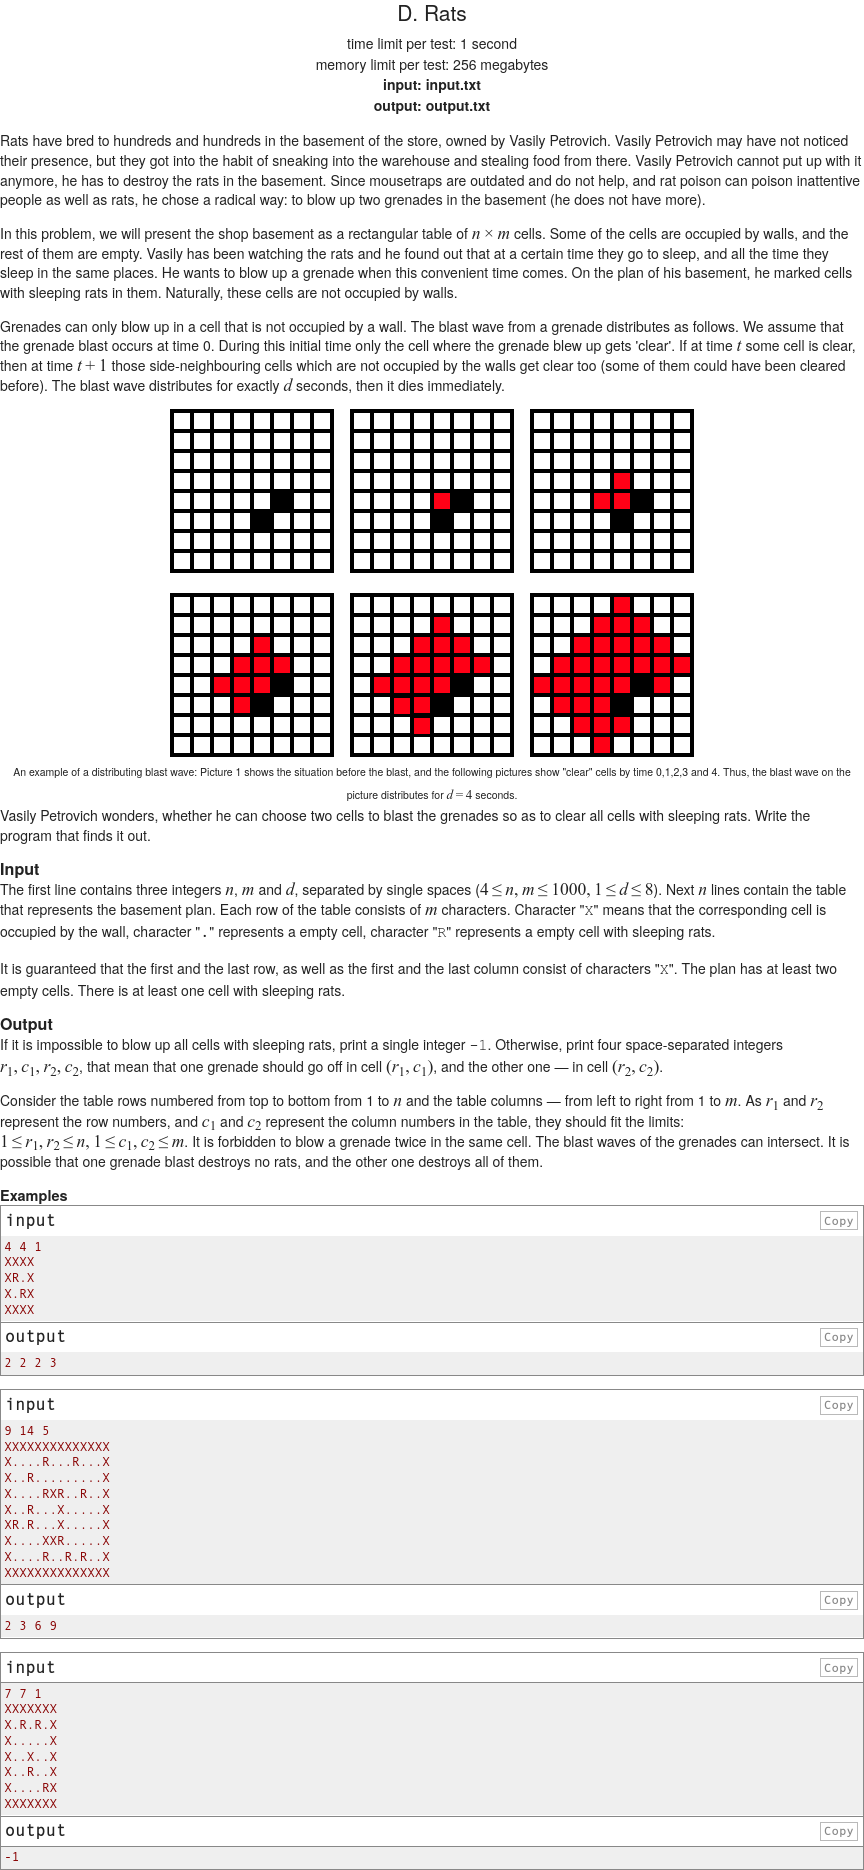 D. Rats
time limit per test: 1 second
memory limit per test: 256 megabytes
input: input.txt
output: output.txt
Rats have bred to hundreds and hundreds in the basement of the store, owned by Vasily Petrovich. Vasily Petrovich may have not noticed
their presence, but they got into the habit of sneaking into the warehouse and stealing food from there. Vasily Petrovich cannot put up with it
anymore, he has to destroy the rats in the basement. Since mousetraps are outdated and do not help, and rat poison can poison inattentive
people as well as rats, he chose a radical way: to blow up two grenades in the basement (he does not have more).
In this problem, we will present the shop basement as a rectangular table of n × m cells. Some of the cells are occupied by walls, and the
rest of them are empty. Vasily has been watching the rats and he found out that at a certain time they go to sleep, and all the time they
sleep in the same places. He wants to blow up a grenade when this convenient time comes. On the plan of his basement, he marked cells
with sleeping rats in them. Naturally, these cells are not occupied by walls.
Grenades can only blow up in a cell that is not occupied by a wall. The blast wave from a grenade distributes as follows. We assume that
the grenade blast occurs at time 0. During this initial time only the cell where the grenade blew up gets 'clear'. If at time t some cell is clear,
then at time t + 1 those side-neighbouring cells which are not occupied by the walls get clear too (some of them could have been cleared
before). The blast wave distributes for exactly d seconds, then it dies immediately.
An example of a distributing blast wave: Picture 1 shows the situation before the blast, and the following pictures show "clear" cells by time 0,1,2,3 and 4. Thus, the blast wave on the
picture distributes for d = 4 seconds.
Vasily Petrovich wonders, whether he can choose two cells to blast the grenades so as to clear all cells with sleeping rats. Write the
program that finds it out.
Input
The first line contains three integers n, m and d, separated by single spaces (4 ≤ n, m ≤ 1000, 1 ≤ d ≤ 8). Next n lines contain the table
that represents the basement plan. Each row of the table consists of m characters. Character "X" means that the corresponding cell is
occupied by the wall, character "." represents a empty cell, character "R" represents a empty cell with sleeping rats.
It is guaranteed that the first and the last row, as well as the first and the last column consist of characters "X". The plan has at least two
empty cells. There is at least one cell with sleeping rats.
Output
If it is impossible to blow up all cells with sleeping rats, print a single integer -1. Otherwise, print four space-separated integers
r1, c1, r2, c2, that mean that one grenade should go off in cell (r1, c1), and the other one — in cell (r2, c2).
Consider the table rows numbered from top to bottom from 1 to n and the table columns — from left to right from 1 to m. As r1 and r2
represent the row numbers, and c1 and c2 represent the column numbers in the table, they should fit the limits:
1 ≤ r1, r2 ≤ n, 1 ≤ c1, c2 ≤ m. It is forbidden to blow a grenade twice in the same cell. The blast waves of the grenades can intersect. It is
possible that one grenade blast destroys no rats, and the other one destroys all of them.
Examples
input
Copy
4 4 1
XXXX
XR.X
X.RX
XXXX
output
Copy
2 2 2 3
input
Copy
9 14 5
XXXXXXXXXXXXXX
X....R...R...X
X..R.........X
X....RXR..R..X
X..R...X.....X
XR.R...X.....X
X....XXR.....X
X....R..R.R..X
XXXXXXXXXXXXXX
output
Copy
2 3 6 9
input
Copy
7 7 1
XXXXXXX
X.R.R.X
X.....X
X..X..X
X..R..X
X....RX
XXXXXXX
output
Copy
-1